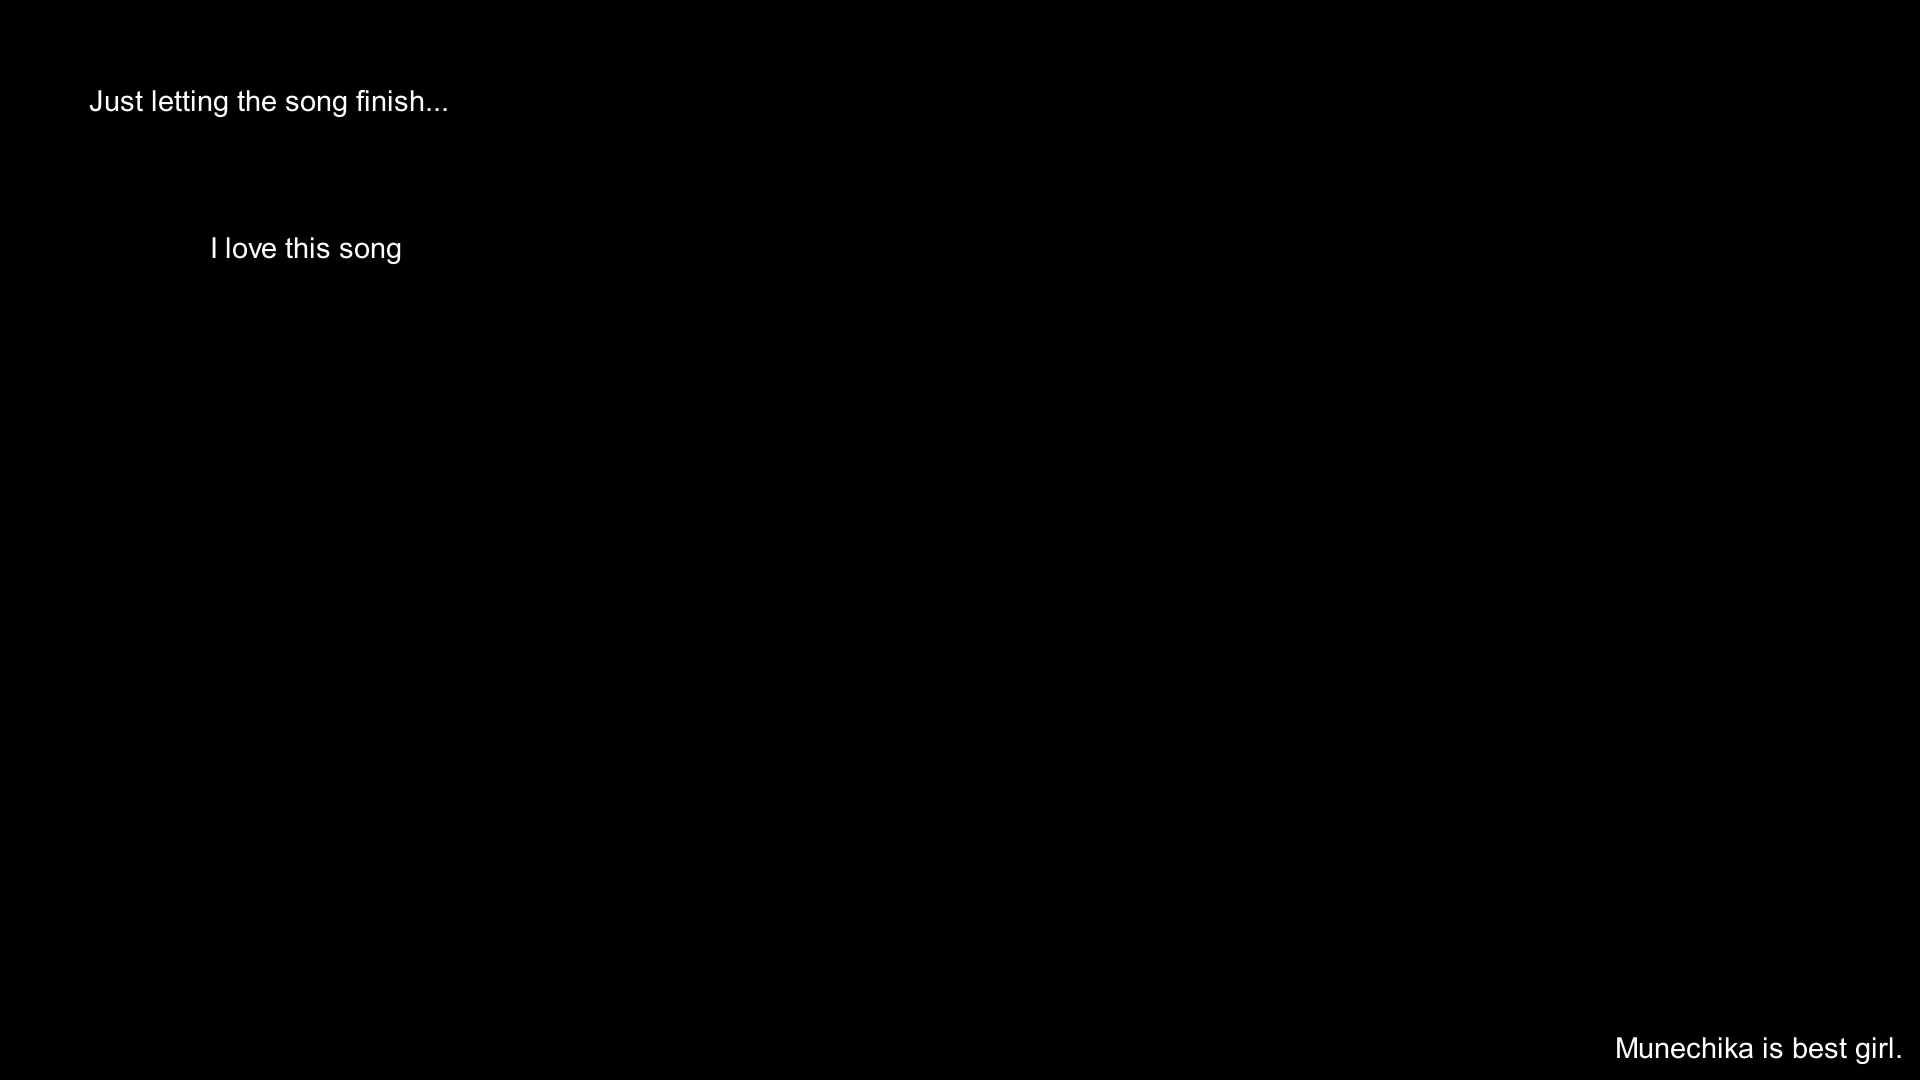 Just letting the song finish...
I love this song
Munechika is best girl.